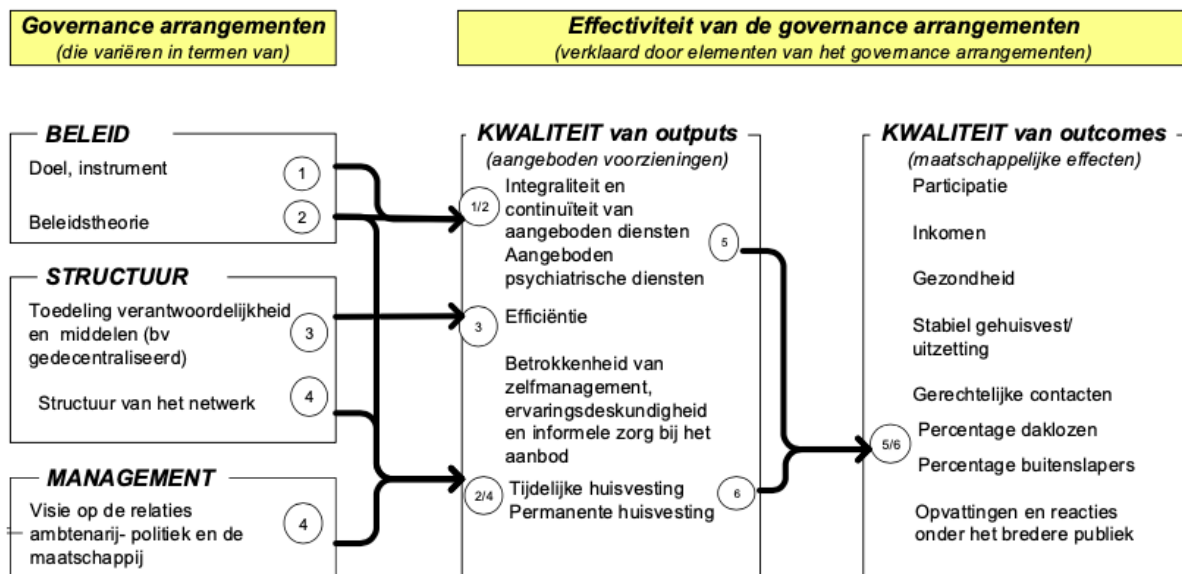 Governance arrangementen
(die variëren in termen van)
Effectiviteit van de governance arrangementen
(verklaard door elementen van het governance arrangementen)
BELEID
Doel, instrument
1
Beleidstheorie
2
STRUCTUUR
Toedeling verantwoordelijkheid
en middelen (bv
gedecentraliseerd)
3
Structuur van het netwerk
4
MANAGEMENT
Visie op de relaties
ambtenarij- politiek en de
maatschappij
4
KWALITEIT van outputs
(aangeboden voorzieningen)
1/2
Integraliteit en
continuïteit van
aangeboden diensten
Aangeboden
psychiatrische diensten
5
3
Efficiëntie
Betrokkenheid van
zelfmanagement,
ervaringsdeskundigheid
en informele zorg bij het
aanbod
2/4
Tijdelijke huisvesting
Permanente huisvesting
6
KWALITEIT van outcomes
(maatschappelijke effecten)
Participatie
Inkomen
Gezondheid
Stabiel gehuisvest/
uitzetting
Gerechtelijke contacten
5/6
Percentage daklozen
Percentage buitenslapers
Opvattingen en reacties
onder het bredere publiek